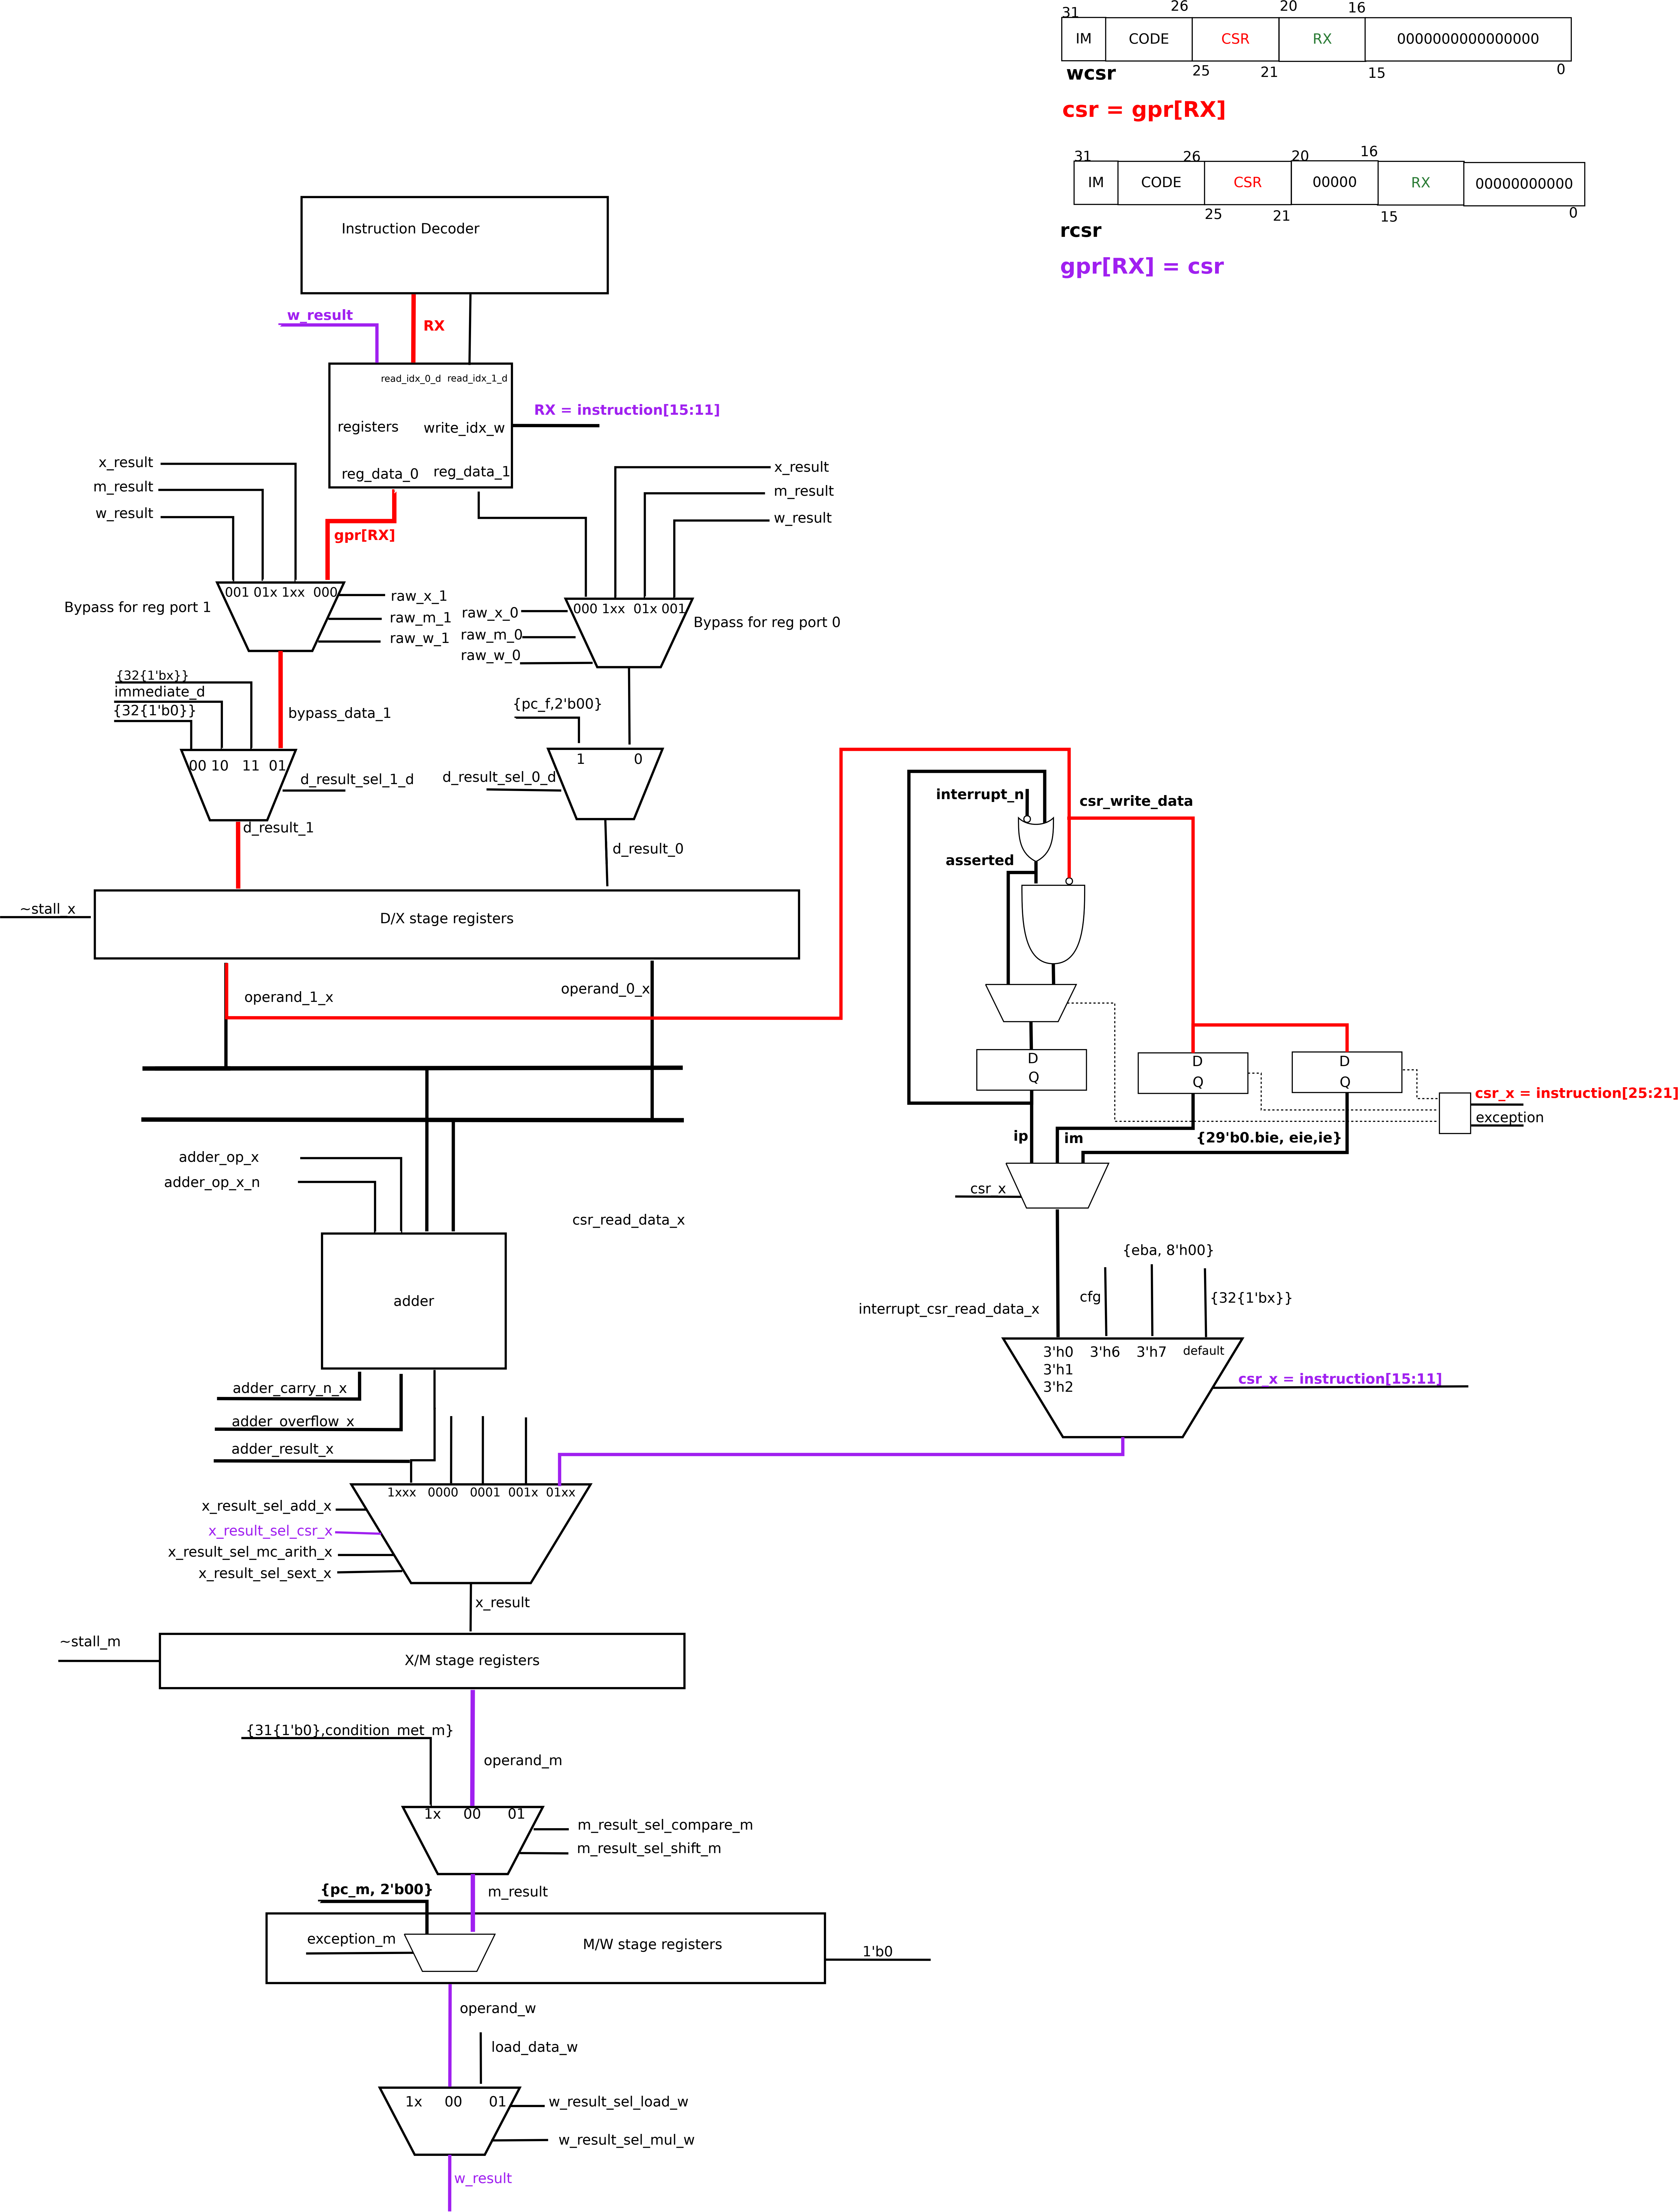 31
26
20
16
IM
CODE
CSR
RX
0000000000000000
25
21
15
0
wcsr
csr = gpr[RX]
31
26
20
16
IM
CODE
CSR
00000
RX
00000000000
25
21
15
0
rcsr
gpr[RX] = csr
Instruction Decoder
w_result
RX
read_idx_0_d
read_idx_1_d
RX = instruction[15:11]
registers
write_idx_w
reg_data_0
reg_data_1
x_result
m_result
w_result
x_result
m_result
w_result
gpr[RX]
001 01x 1xx 000
Bypass for reg port 1
raw_x_1
raw_m_1
raw_w_1
raw_x_0
raw_m_0
raw_w_0
000 1xx 01x 001
Bypass for reg port 0
{32{1'bx}}
immediate_d
{32{1'b0}}
bypass_data_1
{pc_f,2'b00}
00 10 11 01
d_result_sel_1_d
d_result_sel_0_d
1 0
d_result_1
d_result_0
interrupt_n
csr_write_data
asserted
~stall_x
D/X stage registers
operand_1_x
operand_0_x
D
Q
D
Q
D
Q
csr_x = instruction[25:21]
exception
ip
im
{29'b0.bie, eie,ie}
adder_op_x
adder_op_x_n
csr_x
csr_read_data_x
adder
{eba, 8'h00}
interrupt_csr_read_data_x
cfg
{32{1'bx}}
3'h0
3'h1
3'h2
3'h6
3'h7
default
csr_x = instruction[15:11]
adder_carry_n_x
adder_overflow_x
adder_result_x
1xxx 0000 0001 001x 01xx
x_result_sel_add_x
x_result_sel_csr_x
x_result_sel_mc_arith_x
x_result_sel_sext_x
x_result
~stall_m
X/M stage registers
{31{1'b0},condition_met_m}
operand_m
1x 00 01
m_result_sel_compare_m
m_result_sel_shift_m
{pc_m, 2'b00}
m_result
exception_m
M/W stage registers
1'b0
operand_w
load_data_w
1x 00 01
w_result_sel_load_w
w_result_sel_mul_w
w_result